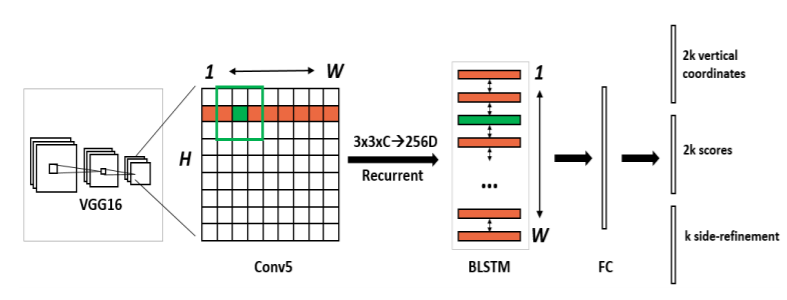 VGG16
1
W
H
Conv5
3x3xC→256D
Recurrent
1
...
W
BLSTM
FC
2k vertical
coordinates
2k scores
k side-refinement